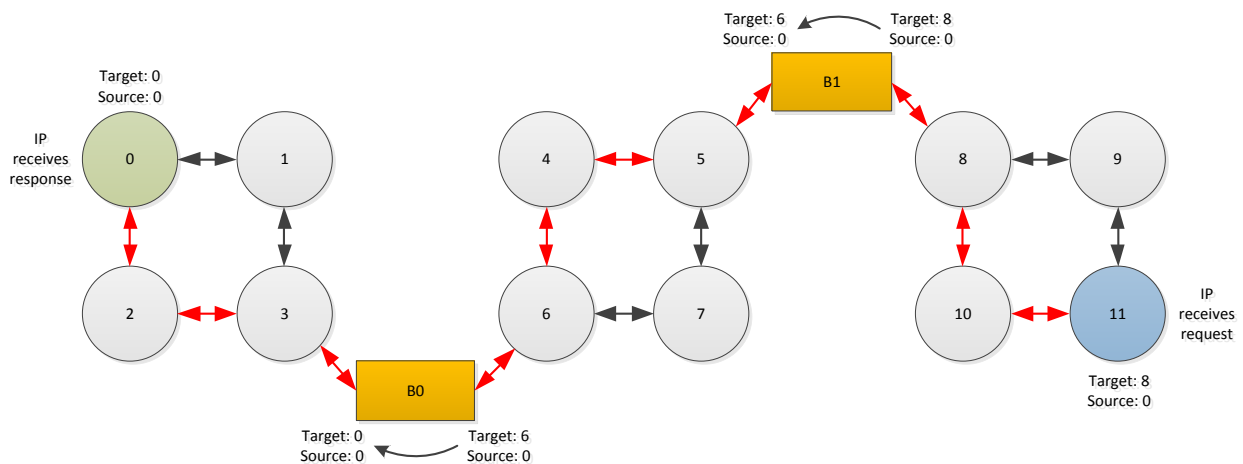 Target: 6
Source: 0
Target: 8
Source: 0
B1
Target: 0
Source: 0
IP
receives
response
0
1
4
5
8
9
2
3
6
7
10
11
IP
receives
request
B0
Target: 8
Source: 0
Target: 0
Source: 0
Target: 6
Source: 0